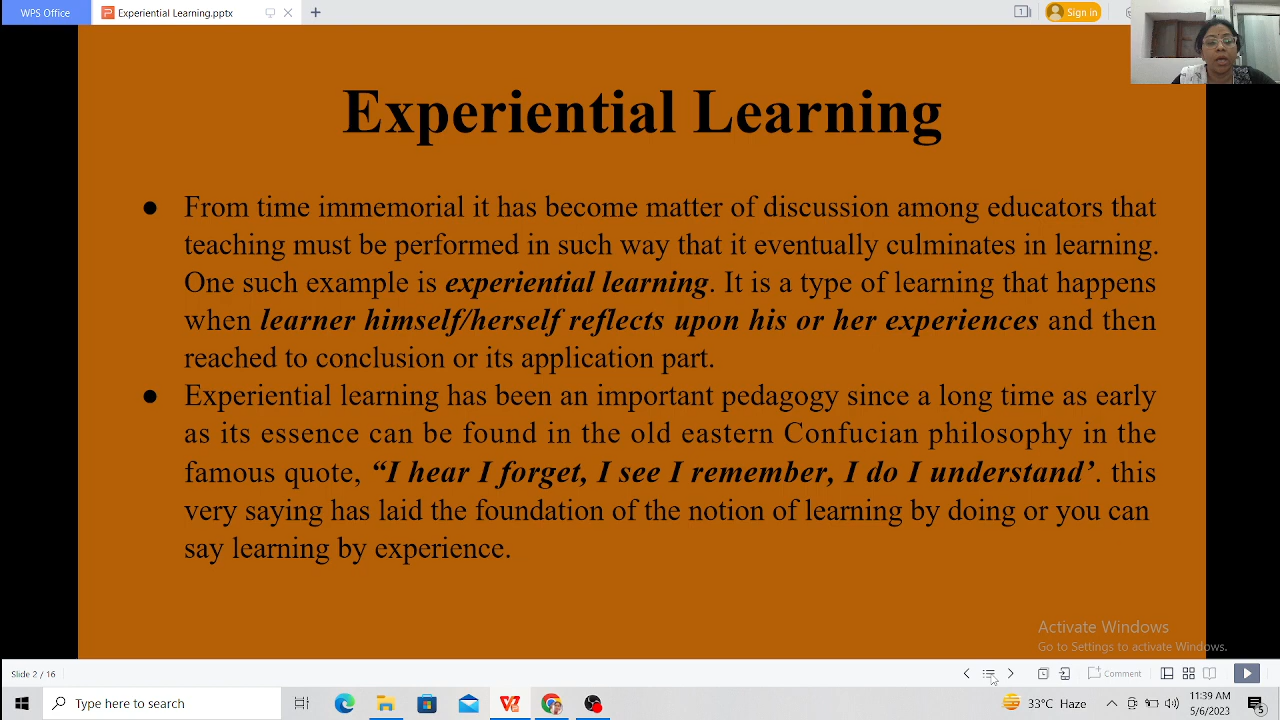 WPS Office
Experiential Learning.pptx
1
Sign in
Experiential Learning
● From time immemorial it has become matter of discussion among educators that
teaching must be performed in such way that it eventually culminates in learning.
One such example is experiential learning. It is a type of learning that happens
when learner himself/herself reflects upon his or her experiences and then
reached to conclusion or its application part.
● Experiential learning has been an important pedagogy since a long time as early
as its essence can be found in the old eastern Confucian philosophy in the
famous quote, “I hear I forget, I see I remember, I do I understand’. this
very saying has laid the foundation of the notion of learning by doing or you can
say learning by experience.
Activate Windows
Go to Settings to activate Windows.
Slide 2 / 16
Comment
Type here to search
33°C Haze
11:39 AM
5/6/2023
5